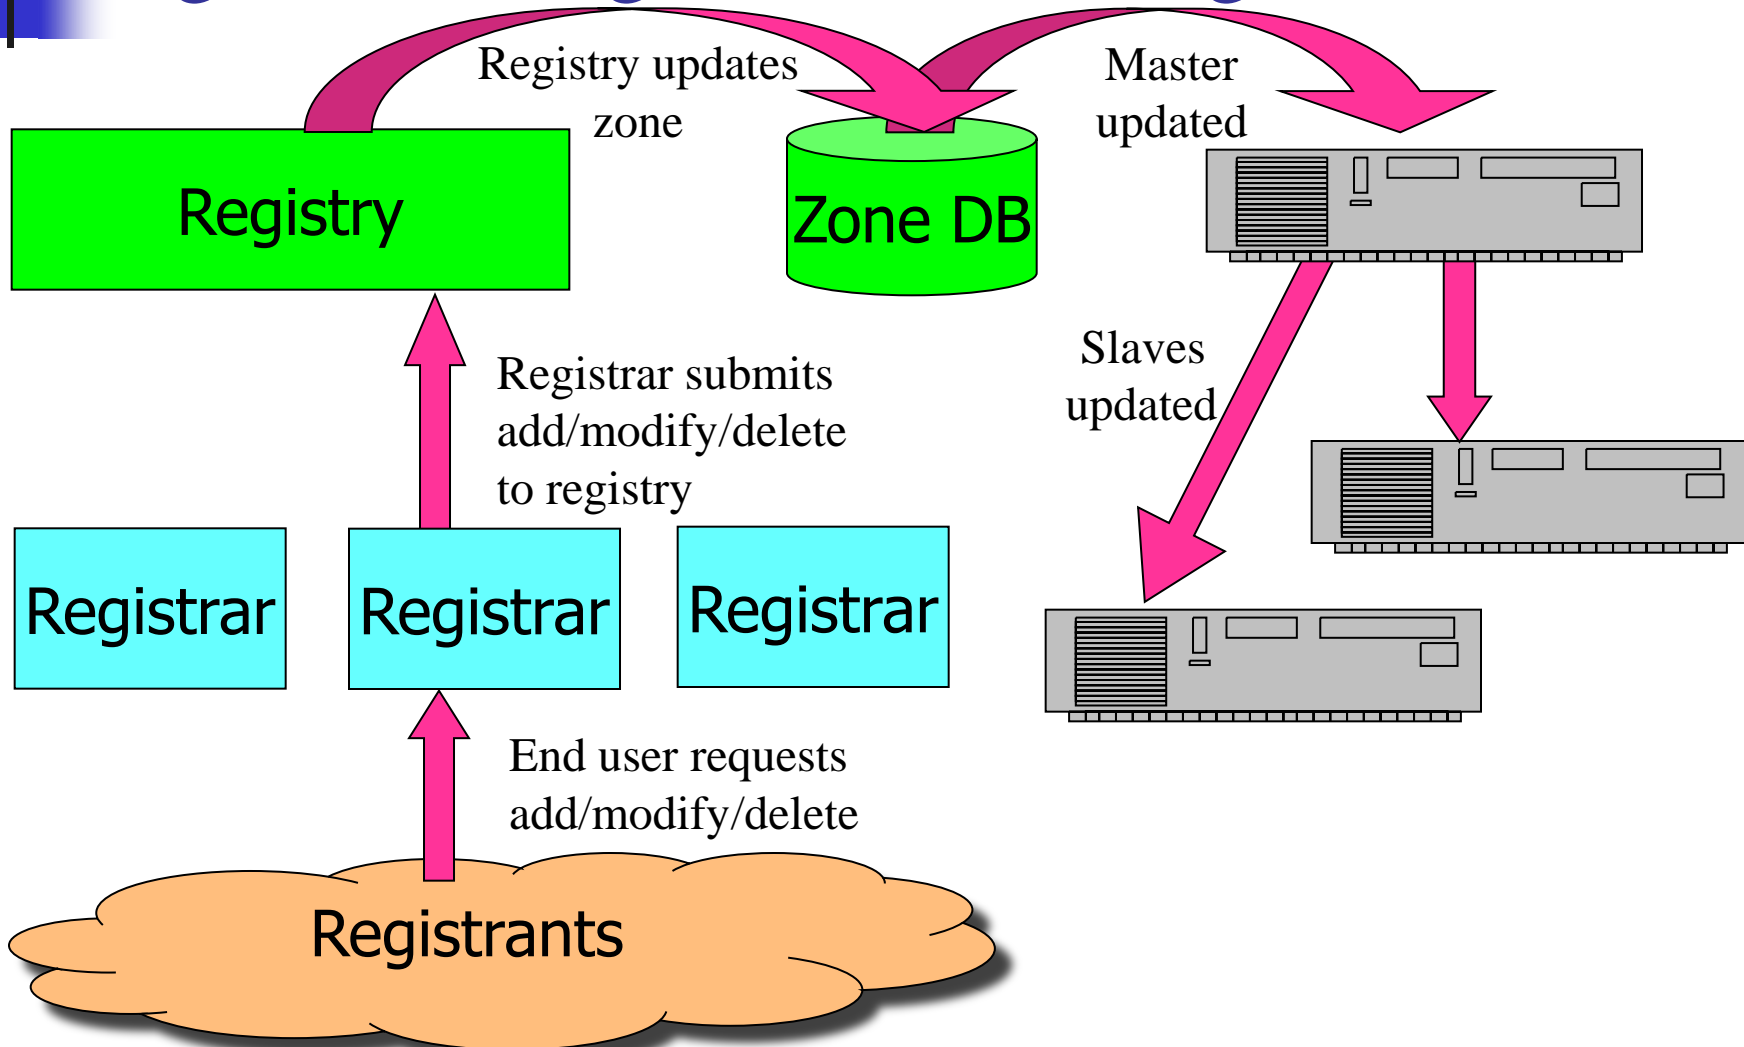 Registry updates
zone
Master
updated
Registry
Zone DB
Slaves
updated
Registrar submits
add/modify/delete
to registry
Registrar
Registrar
Registrar
End user requests
add/modify/delete
Registrants